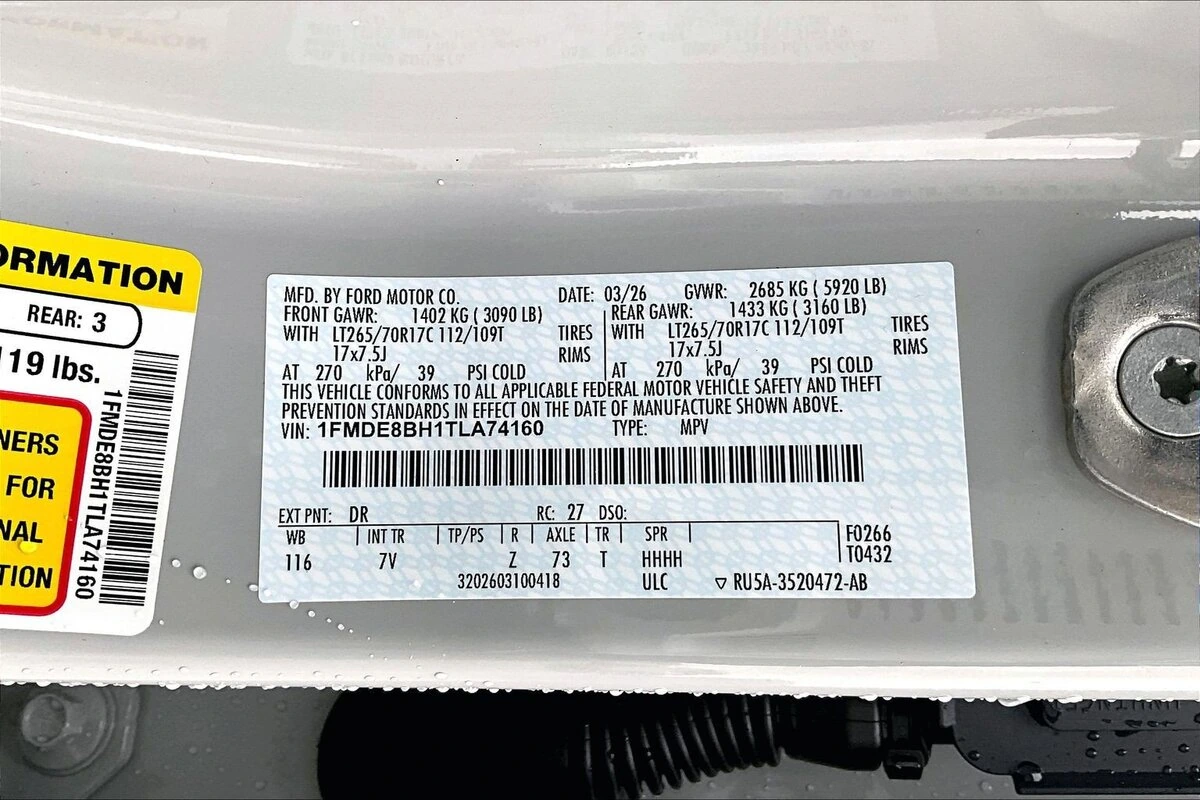 ORMATION
REAR: 3
119 lbs.
NERS
FOR
NAL
TION
1FMDE8BH1TLA74160
MFD. BY FORD MOTOR CO. DATE: 03/26 GVWR: 2685 KG ( 5920 LB)
FRONT GAWR: 1402 KG ( 3090 LB) REAR GAWR: 1433 KG ( 3160 LB)
WITH LT265/70R17C 112/109T TIRES WITH LT265/70R17C 112/109T TIRES
17x7.5J RIMS 17x7.5J RIMS
AT 270 kPa/ 39 PSI COLD AT 270 kPa/ 39 PSI COLD
THIS VEHICLE CONFORMS TO ALL APPLICABLE FEDERAL MOTOR VEHICLE SAFETY AND THEFT
PREVENTION STANDARDS IN EFFECT ON THE DATE OF MANUFACTURE SHOWN ABOVE.
VIN: 1FMDE8BH1TLA74160 TYPE: MPV
EXT PNT: DR RC: 27 DSO:
WB INT TR TP/PS R AXLE TR SPR F0266
116 7V Z 73 T HHHH T0432
3202603100418 ULC ▽ RU5A-3520472-AB